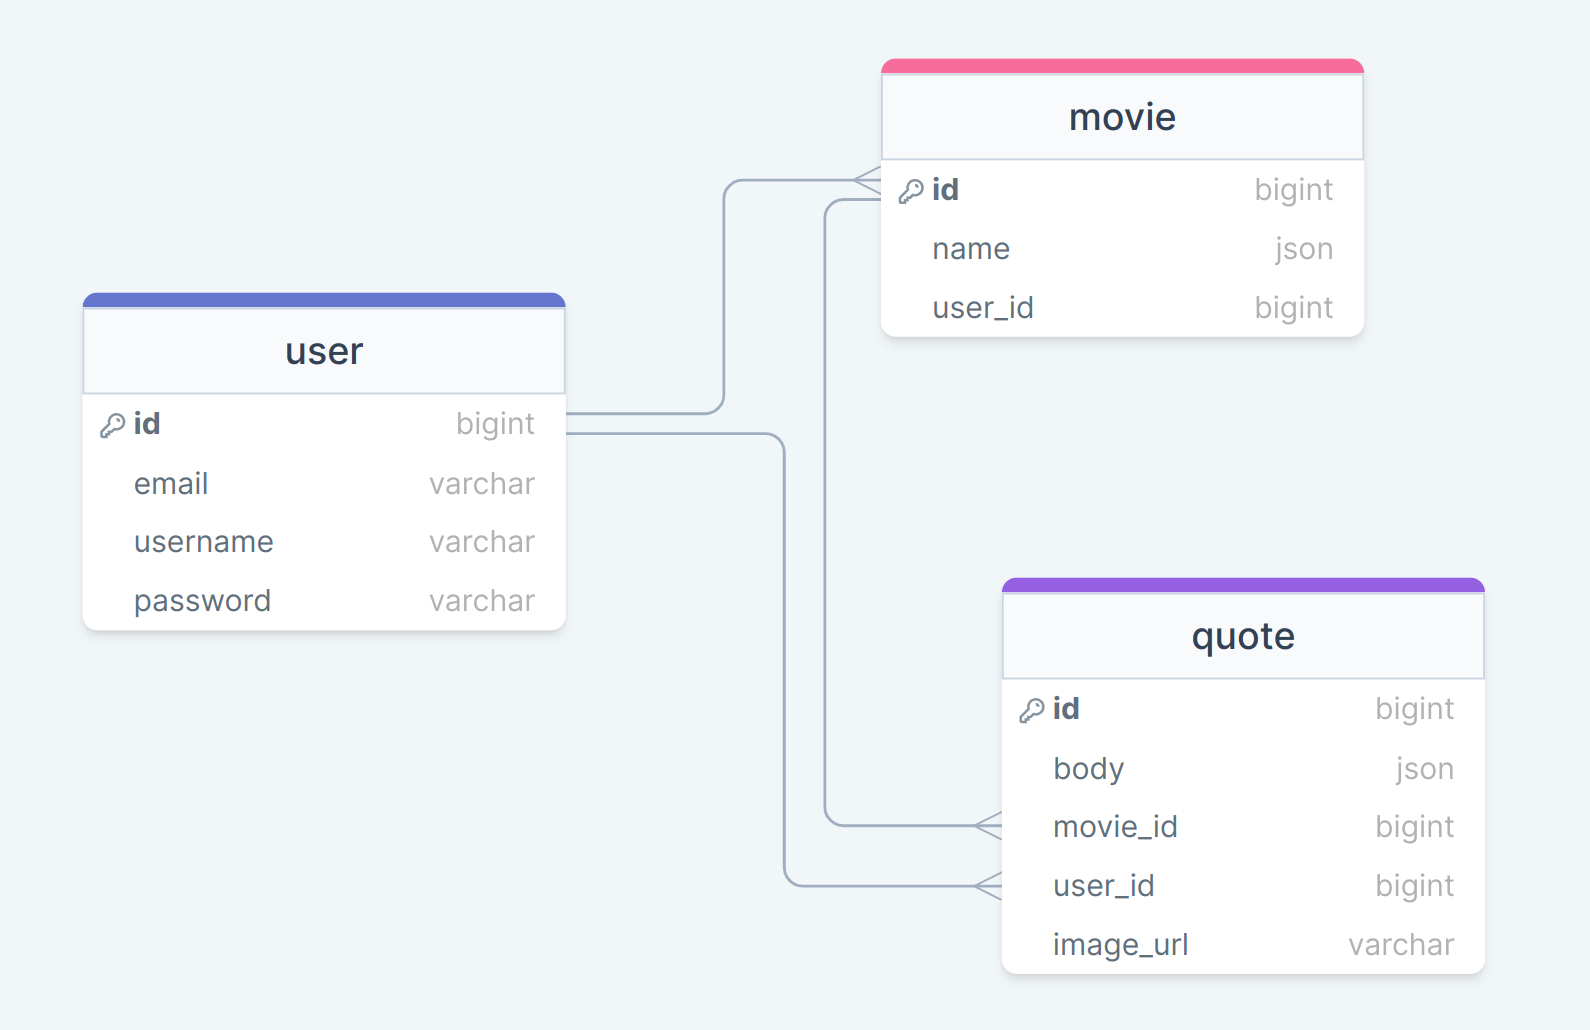 movie
id bigint
name json
user_id bigint
user
id bigint
email varchar
username varchar
password varchar
quote
id bigint
body json
movie_id bigint
user_id bigint
image_url varchar